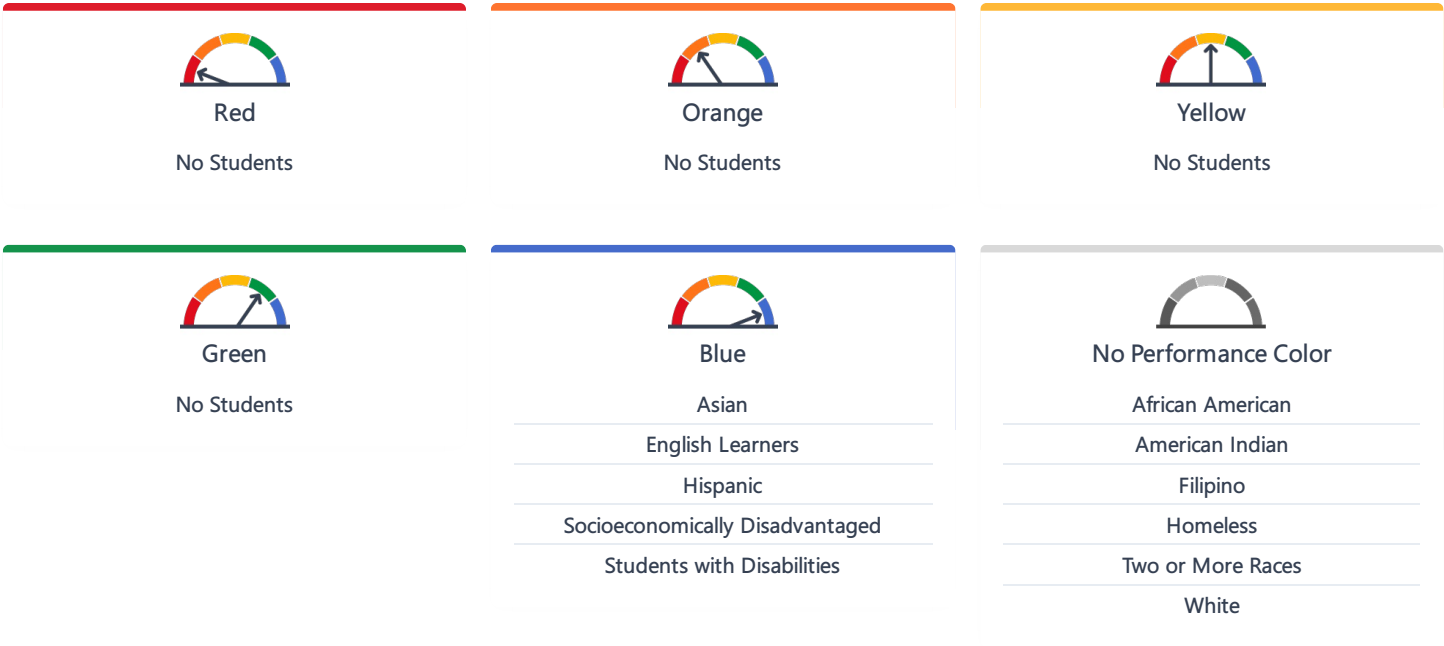 Red
No Students
Orange
No Students
Yellow
No Students
Green
No Students
Blue
Asian
English Learners
Hispanic
Socioeconomically Disadvantaged
Students with Disabilities
No Performance Color
African American
American Indian
Filipino
Homeless
Two or More Races
White